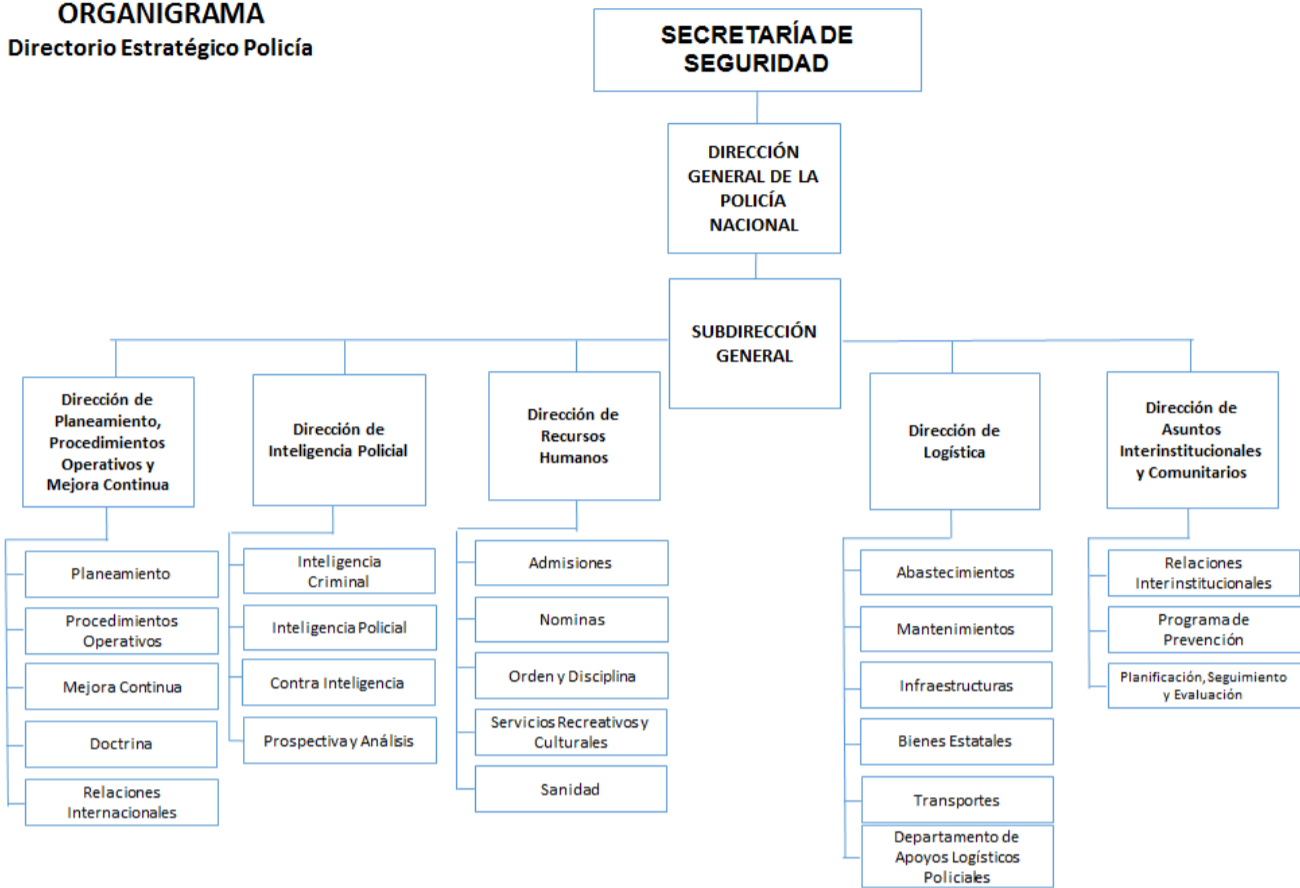 ORGANIGRAMA
Directorio Estratégico Policía
SECRETARÍA DE
SEGURIDAD
DIRECCIÓN
GENERAL DE LA
POLICÍA
NACIONAL
SUBDIRECCIÓN
GENERAL
Dirección de
Planeamiento,
Procedimientos
Operativos y
Mejora Continua
Planeamiento
Procedimientos
Operativos
Mejora Continua
Doctrina
Relaciones
Internacionales
Dirección de
Inteligencia Policial
Inteligencia
Criminal
Inteligencia Policial
Contra Inteligencia
Prospectiva y Análisis
Dirección de
Recursos
Humanos
Admisiones
Nominas
Orden y Disciplina
Servicios Recreativos y
Culturales
Sanidad
Dirección de
Logística
Abastecimientos
Mantenimientos
Infraestructuras
Bienes Estatales
Transportes
Departamento de
Apoyos Logísticos
Policiales
Dirección de
Asuntos
Interinstitucionales
y Comunitarios
Relaciones
Interinstitucionales
Programa de
Prevención
Planificación, Seguimiento
y Evaluación